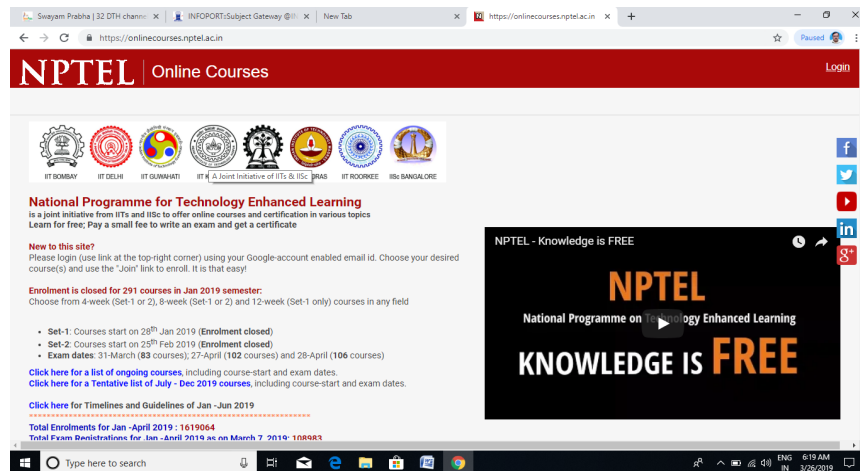 Swayam Prabha | 32 DTH channe
INFOPORT::Subject Gateway @IN
New Tab
https://onlinecourses.nptel.ac.in
https://onlinecourses.nptel.ac.in
Paused
NPTEL | Online Courses
Login
IIT BOMBAY IIT DELHI IIT GUWAHATI IIT K DRAS IIT ROORKEE IISc BANGALORE
A Joint Initiative of IITs & IISc
National Programme for Technology Enhanced Learning
is a joint initiative from IITs and IISc to offer online courses and certification in various topics
Learn for free; Pay a small fee to write an exam and get a certificate
New to this site?
Please login (use link at the top-right corner) using your Google-account enabled email id. Choose your desired
course(s) and use the "Join" link to enroll. It is that easy!
Enrolment is closed for 291 courses in Jan 2019 semester:
Choose from 4-week (Set-1 or 2), 8-week (Set-1 or 2) and 12-week (Set-1 only) courses in any field
• Set-1: Courses start on 28th Jan 2019 (Enrolment closed)
• Set-2: Courses start on 25th Feb 2019 (Enrolment closed)
• Exam dates: 31-March (83 courses); 27-April (102 courses) and 28-April (106 courses)
Click here for a list of ongoing courses, including course-start and exam dates.
Click here for a Tentative list of July - Dec 2019 courses, including course-start and exam dates.
Click here for Timelines and Guidelines of Jan -Jun 2019
Total Enrolments for Jan -April 2019 : 1619064
Total Exam Registrations for Jan -April 2019 as on March 7, 2019: 108983
NPTEL - Knowledge is FREE
NPTEL
National Programme on Technology Enhanced Learning
KNOWLEDGE IS FREE
f
in
g+
Type here to search
ENG
IN
6:19 AM
3/26/2019